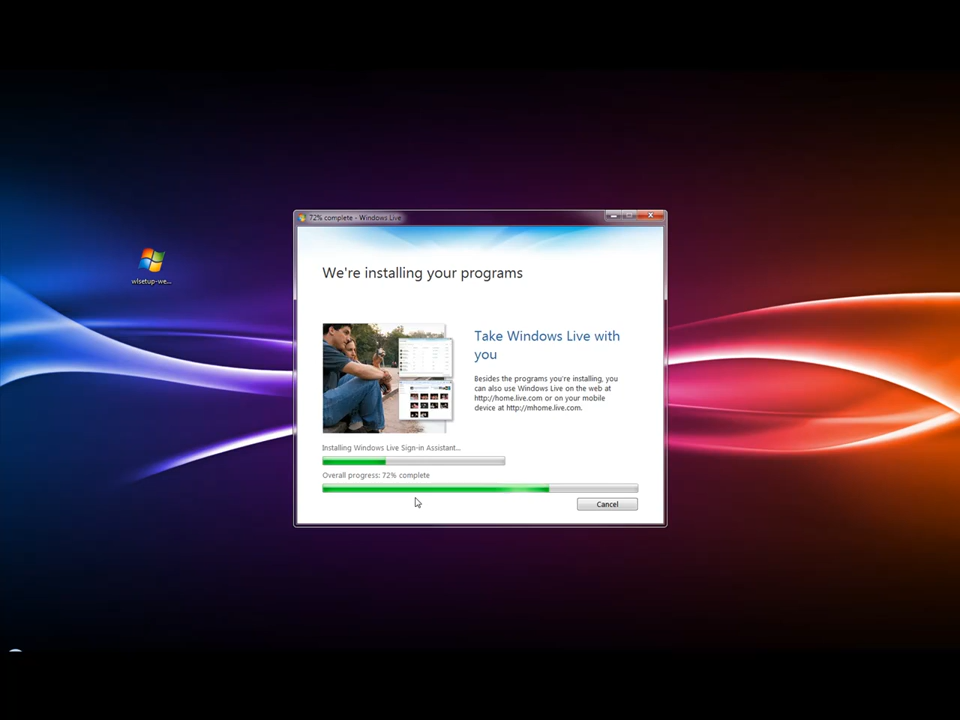 72% complete - Windows Live
We're installing your programs
wlsetup-we...
Take Windows Live with
you
Besides the programs you're installing, you
can also use Windows Live on the web at
http://home.live.com or on your mobile
device at http://mhome.live.com.
Installing Windows Live Sign-in Assistant...
Overall progress: 72% complete
Cancel